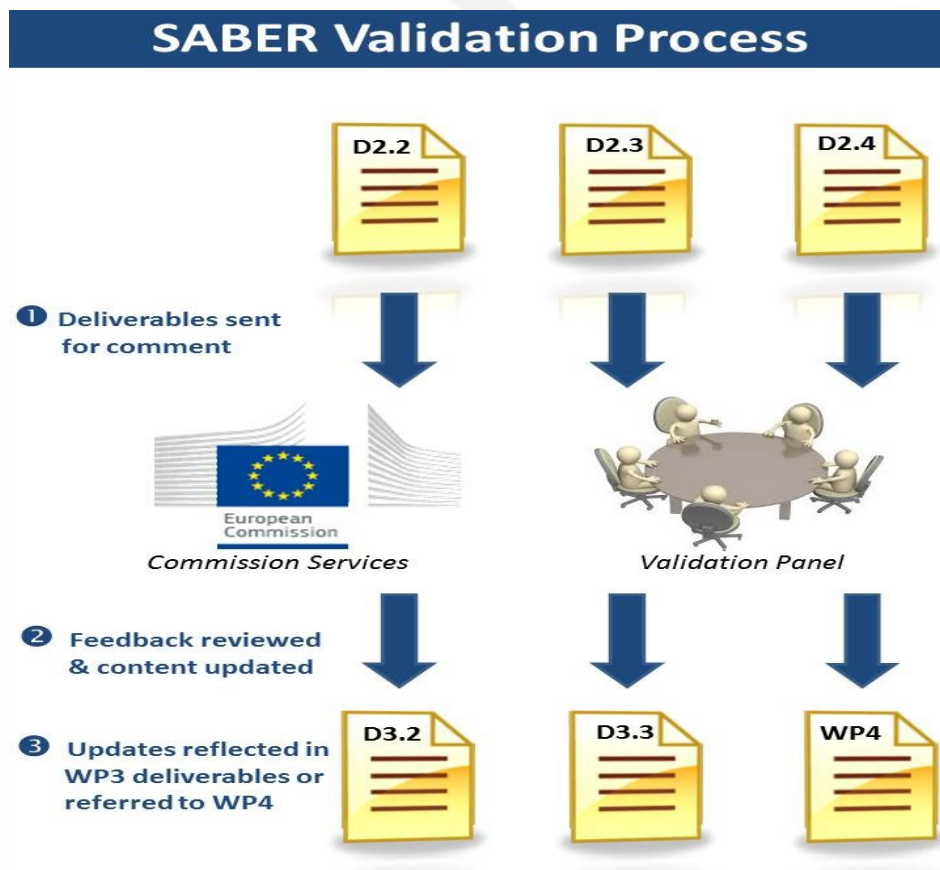 SABER Validation Process
D2.2
D2.3
D2.4
❶ Deliverables sent
for comment
European
Commission
Commission Services
Validation Panel
❷ Feedback reviewed
& content updated
❸ Updates reflected in
WP3 deliverables or
referred to WP4
D3.2
D3.3
WP4